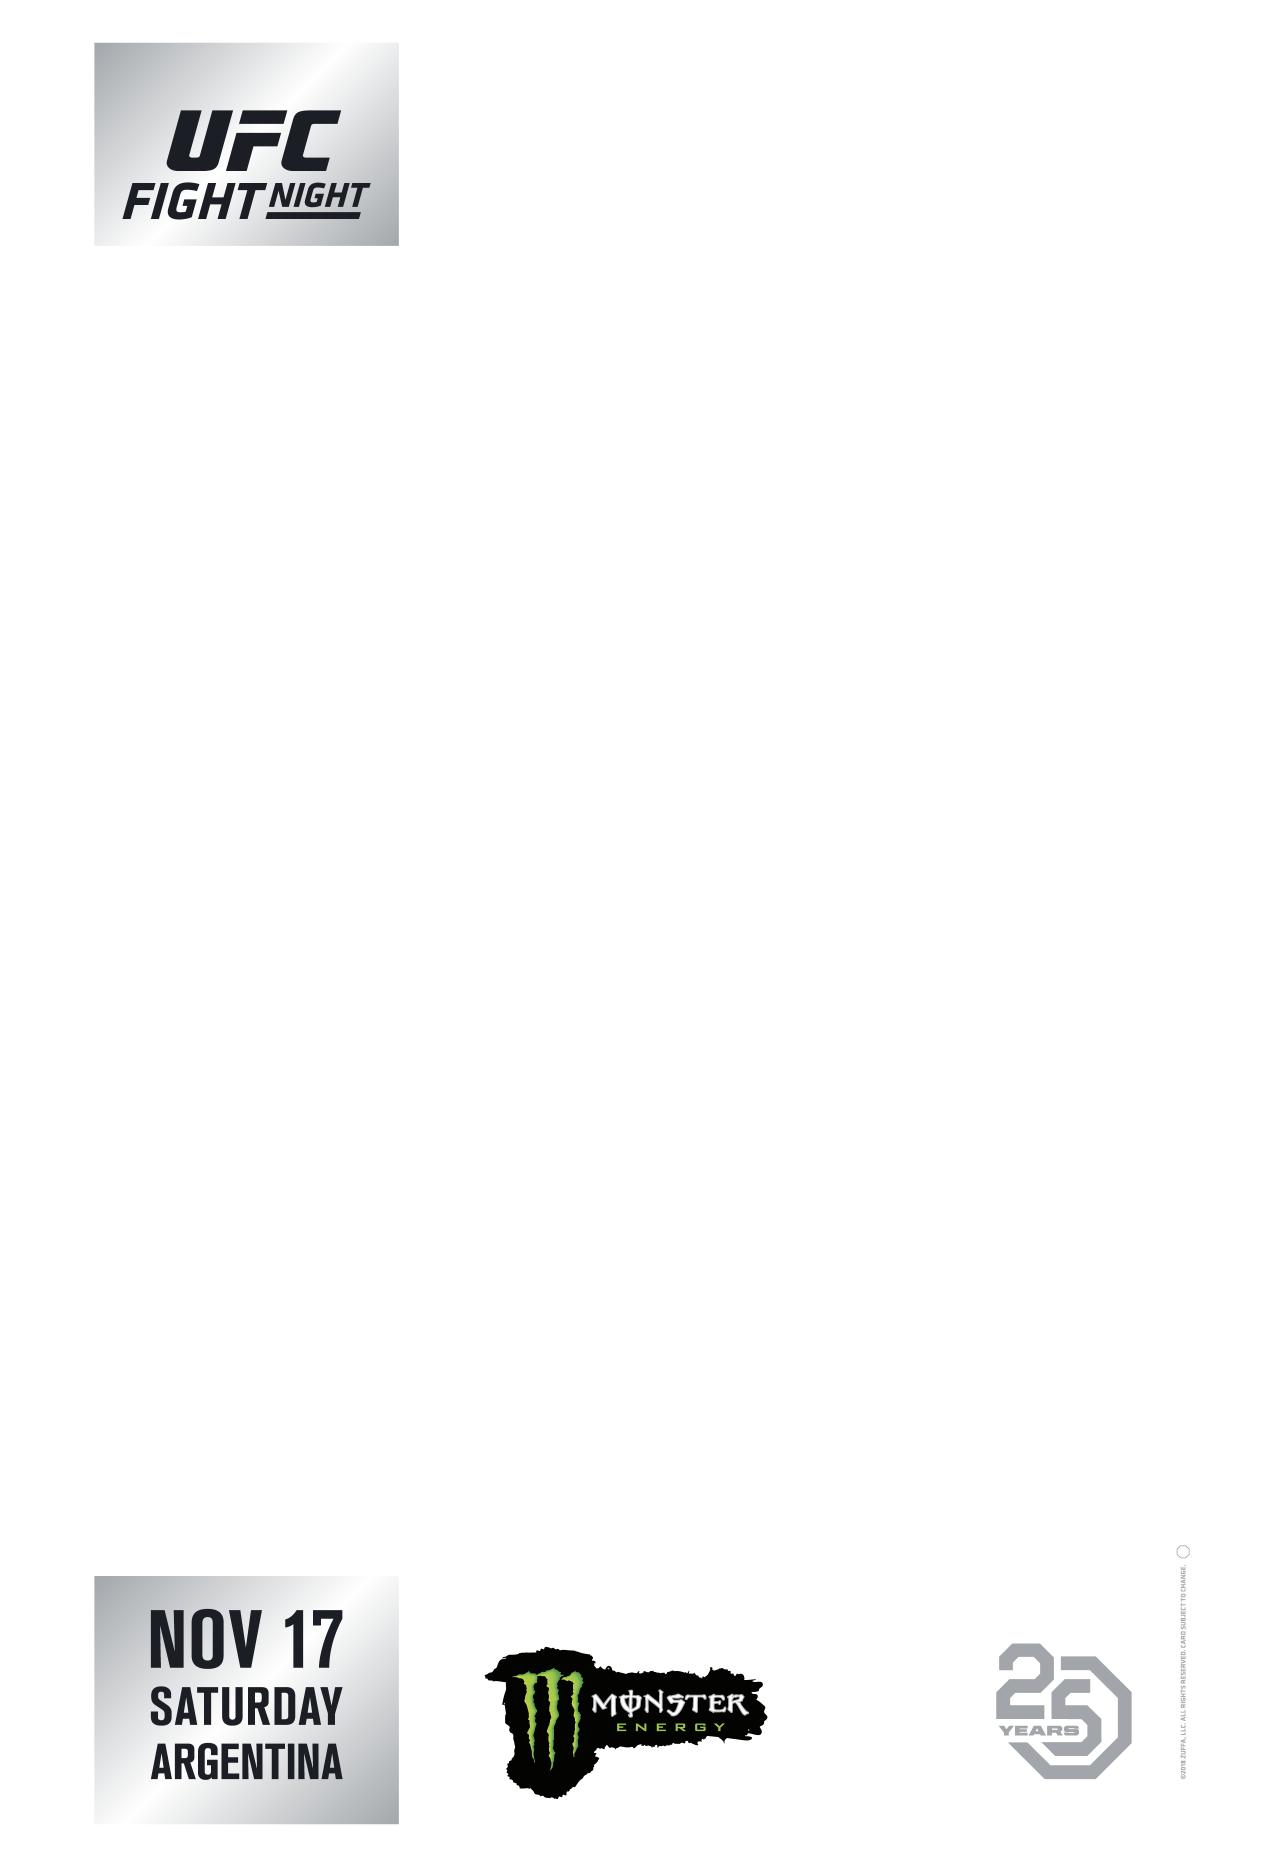 UFC
FIGHT NIGHT
NOV 17
SATURDAY
ARGENTINA
MONSTER
ENERGY
25
YEARS
©2018 ZUFFA, LLC. ALL RIGHTS RESERVED. CARD SUBJECT TO CHANGE.